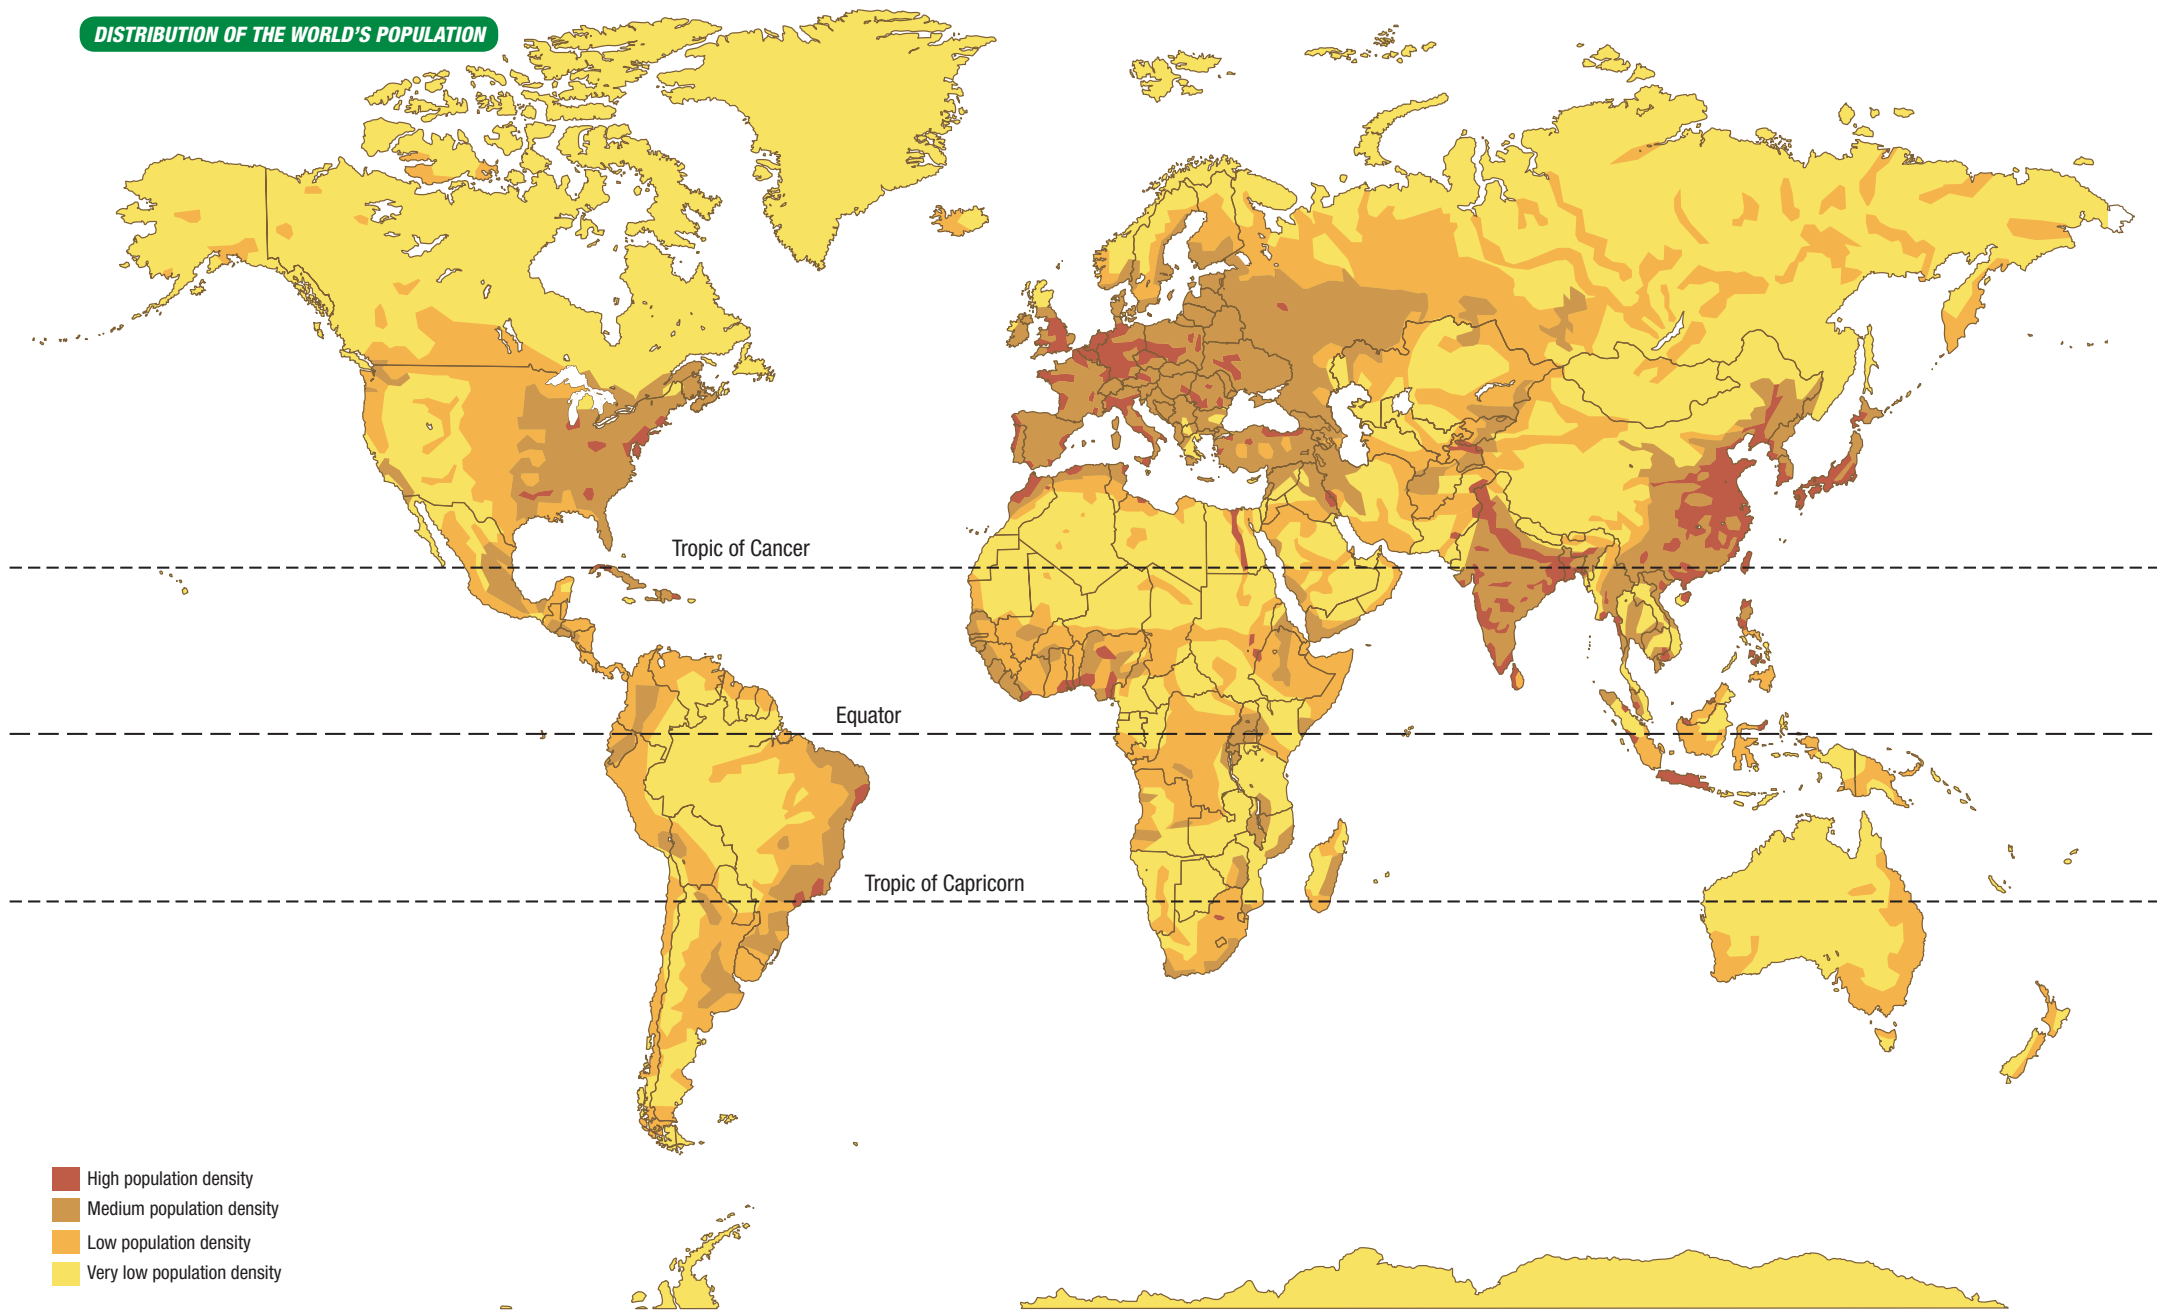 DISTRIBUTION OF THE WORLD'S POPULATION
Tropic of Cancer
Equator
Tropic of Capricorn
High population density
Medium population density
Low population density
Very low population density